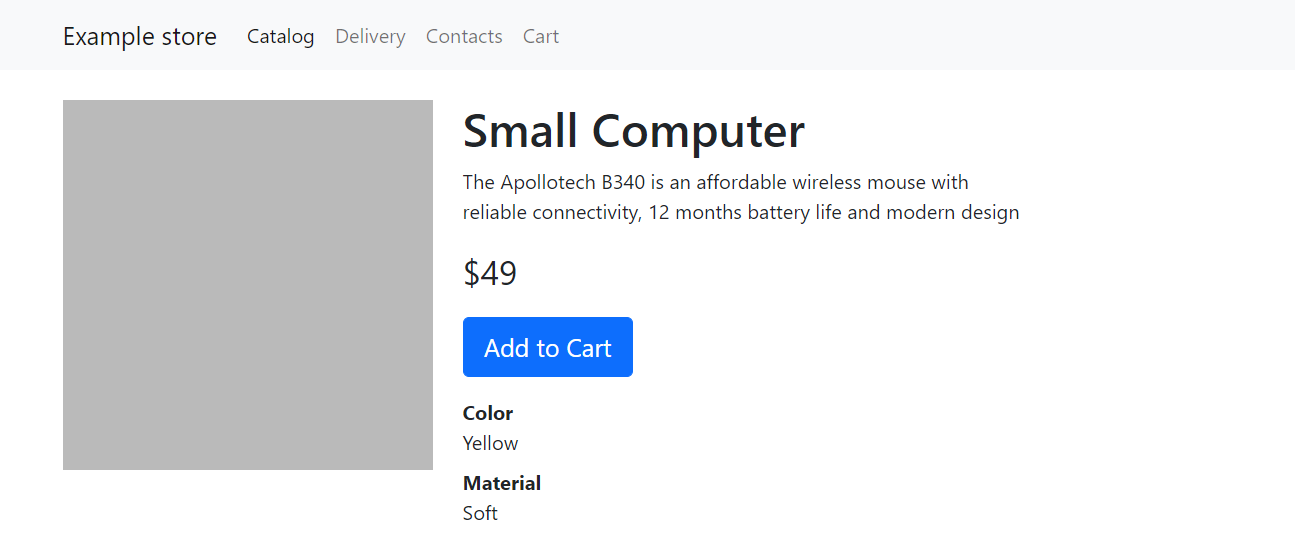 Example store Catalog Delivery Contacts Cart
Small Computer
The Apollotech B340 is an affordable wireless mouse with
reliable connectivity, 12 months battery life and modern design
$49
Add to Cart
Color
Yellow
Material
Soft